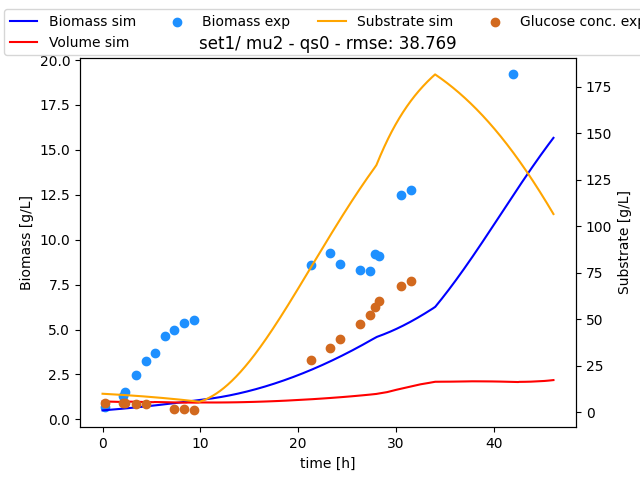 Biomass sim Biomass exp Substrate sim Glucose conc. exp
Volume sim
set1/ mu2 - qs0 - rmse: 38.769
20.0
17.5
15.0
12.5
10.0
7.5
5.0
2.5
0.0
Biomass [g/L]
0 10 20 30 40
time [h]
175
150
125
100
75
50
25
0
Substrate [g/L]